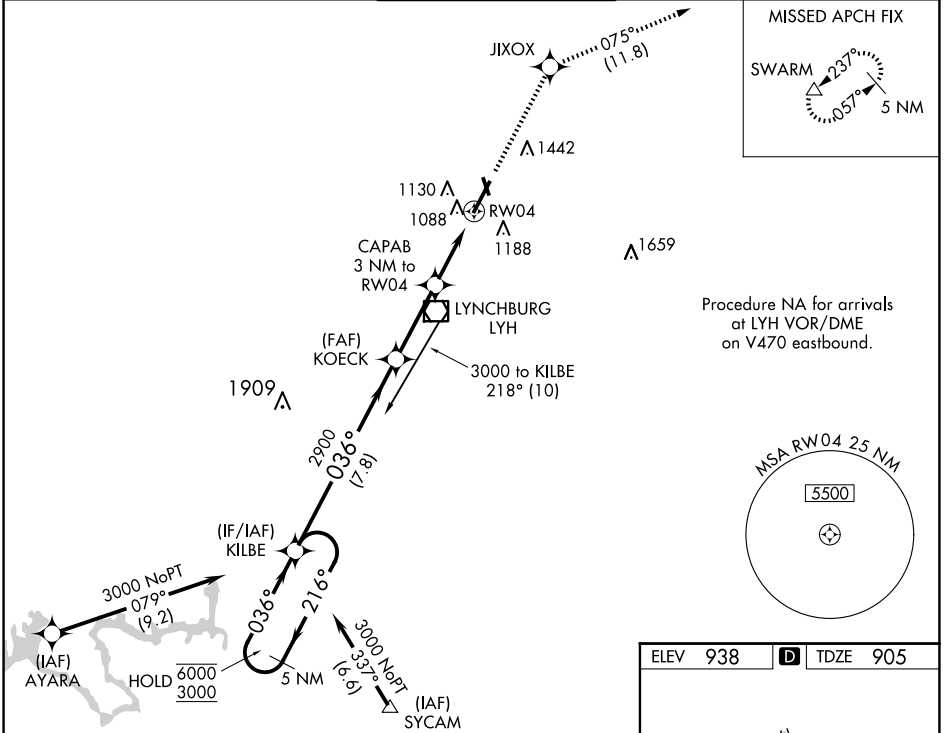 MISSED APCH FIX
SWARM
237°
057°
5 NM
JIXOX
075°
(11.8)
1442
1130
1088
RW04
1188
1659
CAPAB
3 NM to
RW04
LYNCHBURG
LYH
Procedure NA for arrivals
at LYH VOR/DME
on V470 eastbound.
(FAF)
KOECK
3000 to KILBE
218° (10)
1909
2900
036°
(7.8)
MSA RW04 25 NM
5500
(IF/IAF)
KILBE
3000 NoPT
079°
(9.2)
036°
216°
3000 NoPT
337°
(6.6)
(IAF)
AYARA
HOLD
6000
3000
5 NM
(IAF)
SYCAM
ELEV 938 D TDZE 905